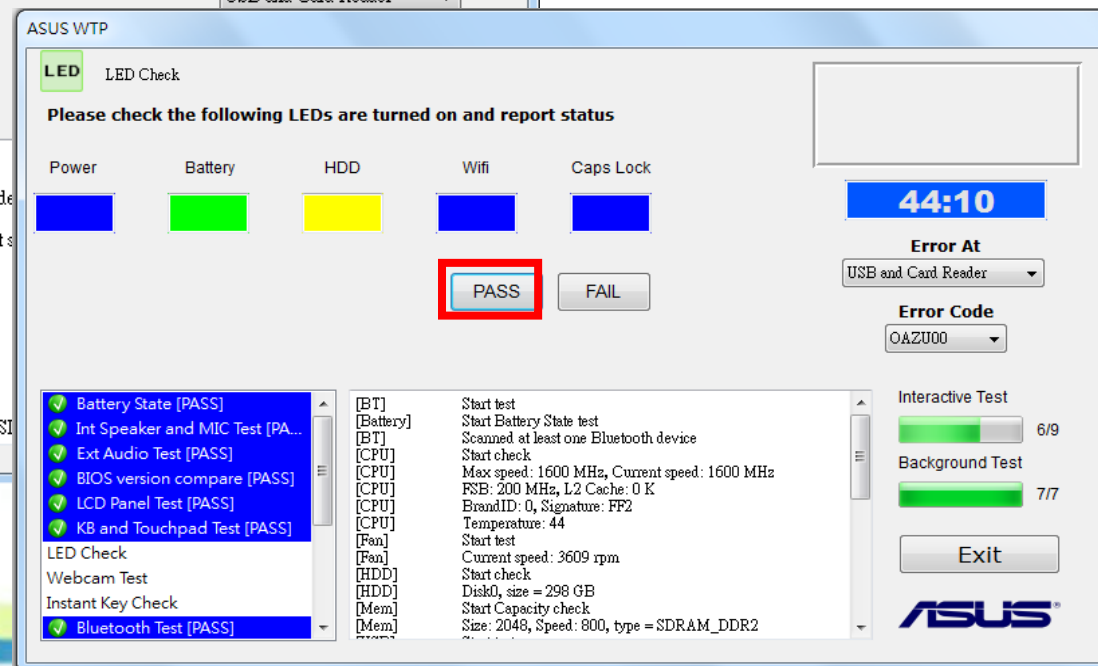 USB and Card Reader
ASUS WTP
LED
LED Check
Please check the following LEDs are turned on and report status
Power
Battery
HDD
Wifi
Caps Lock
44:10
PASS
FAIL
Error At
USB and Card Reader
Error Code
OAZU00
Battery State [PASS]
Int Speaker and MIC Test [PA...
Ext Audio Test [PASS]
BIOS version compare [PASS]
LCD Panel Test [PASS]
KB and Touchpad Test [PASS]
LED Check
Webcam Test
Instant Key Check
Bluetooth Test [PASS]
[BT] Start test
[Battery] Start Battery State test
[BT] Scanned at least one Bluetooth device
[CPU] Start check
[CPU] Max speed: 1600 MHz, Current speed: 1600 MHz
[CPU] FSB: 200 MHz, L2 Cache: 0 K
[CPU] BrandID: 0, Signature: FF2
[CPU] Temperature: 44
[Fan] Start test
[Fan] Current speed: 3609 rpm
[HDD] Start check
[HDD] Disk0, size = 298 GB
[Mem] Start Capacity check
[Mem] Size: 2048, Speed: 800, type = SDRAM_DDR2
Interactive Test
6/9
Background Test
7/7
Exit
ASUS